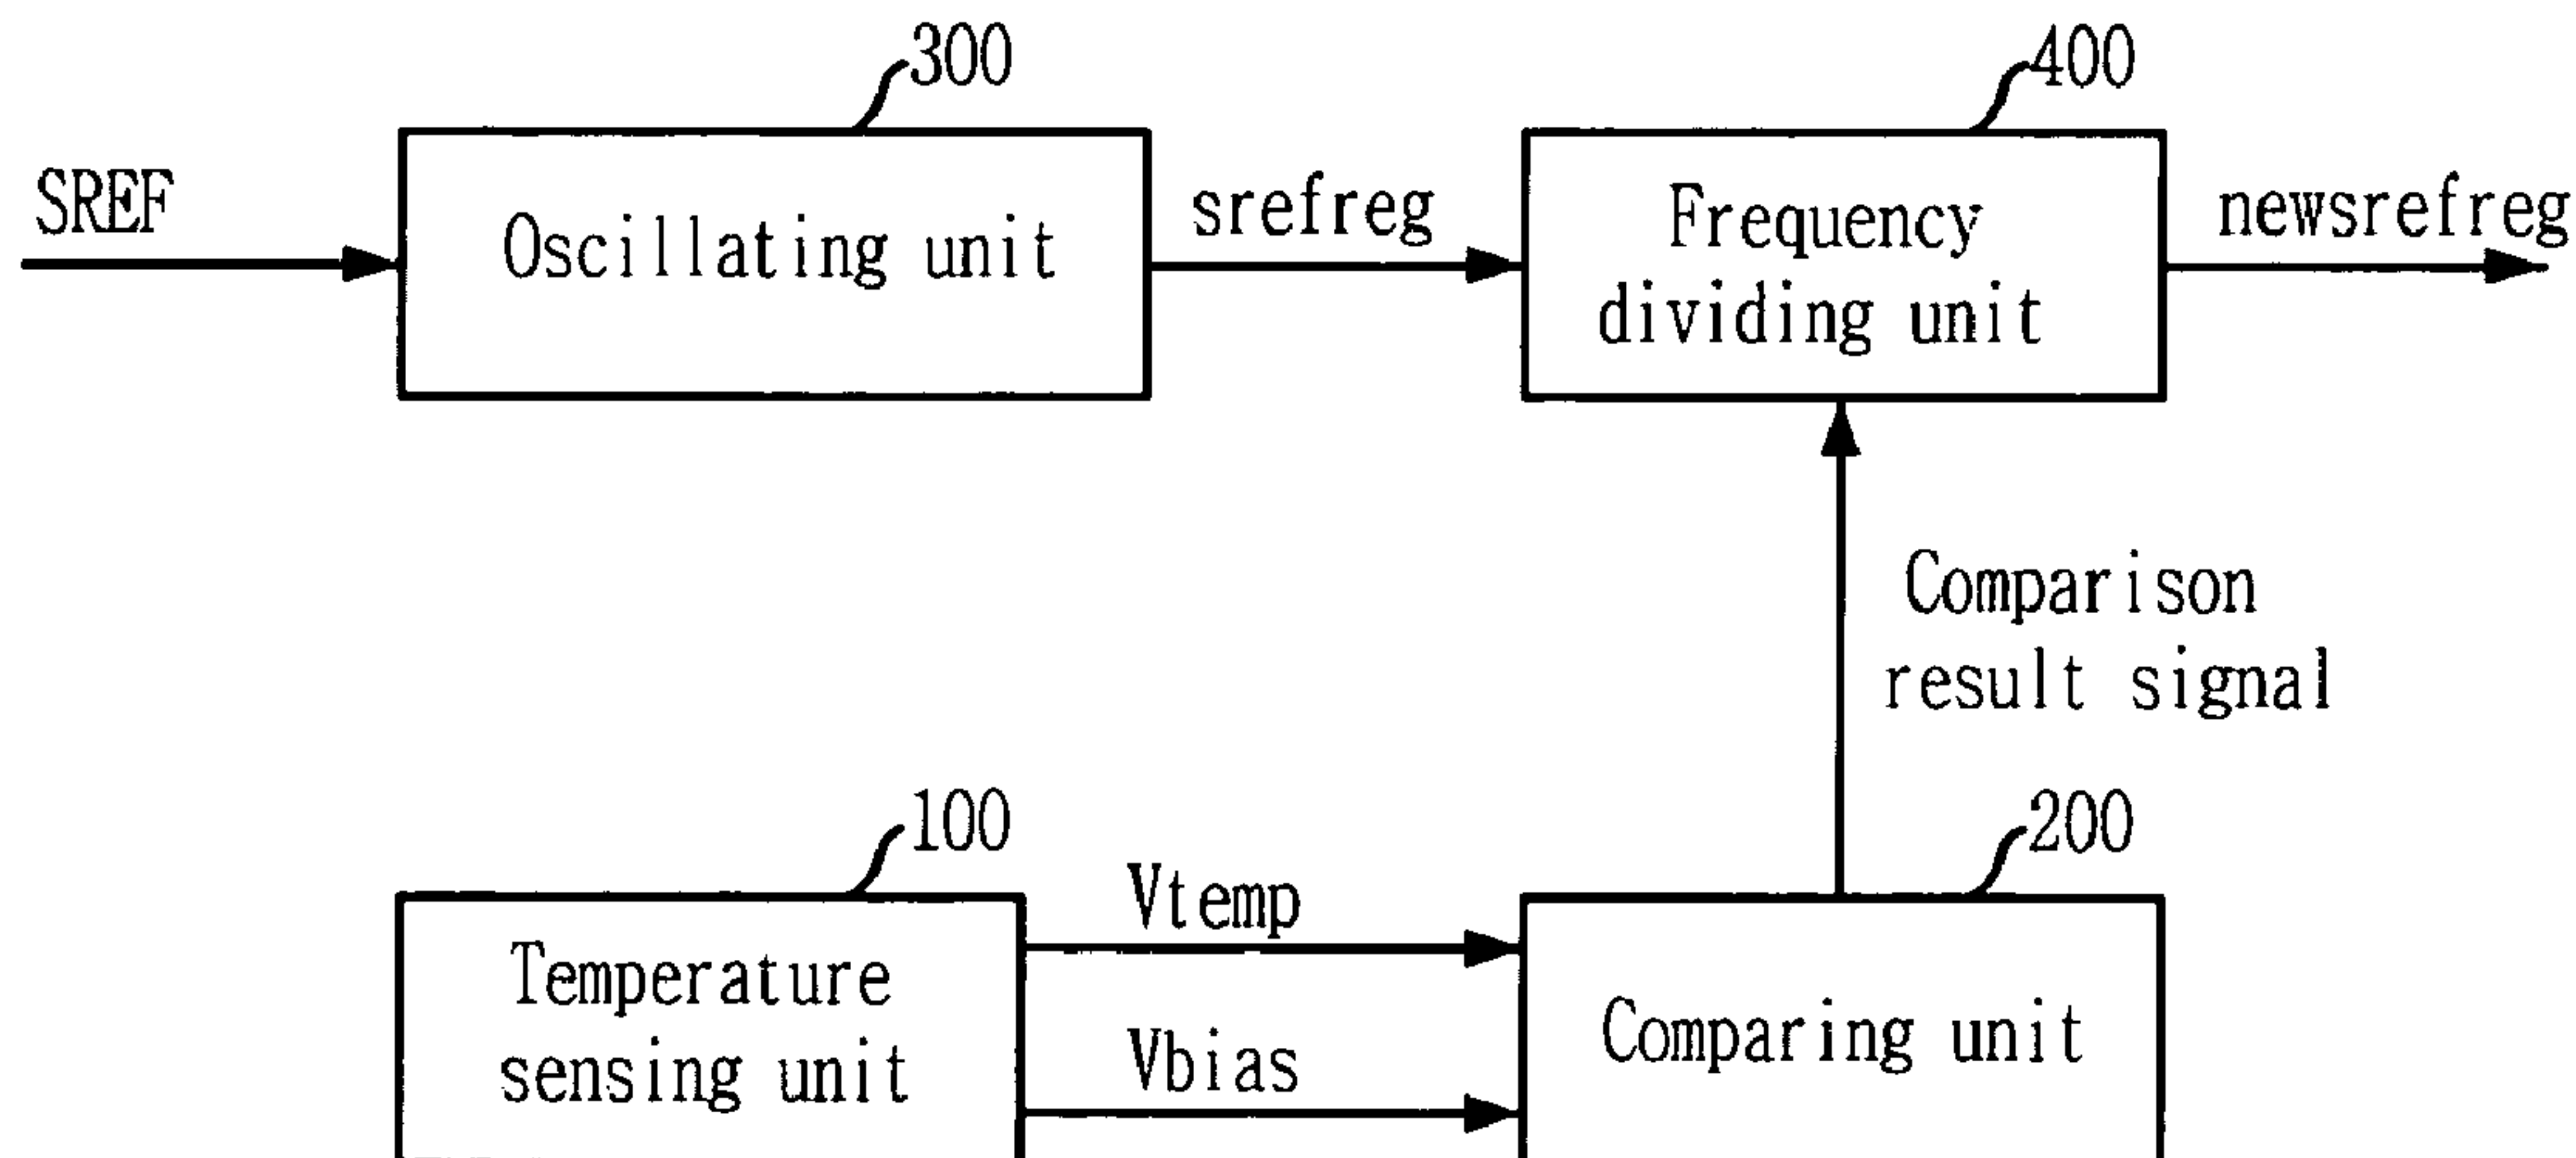 300
400
SREF
Oscillating unit
srefreg
Frequency
dividing unit
newsrefreg
Comparison
result signal
100
200
Temperature
sensing unit
Vtemp
Vbias
Comparing unit